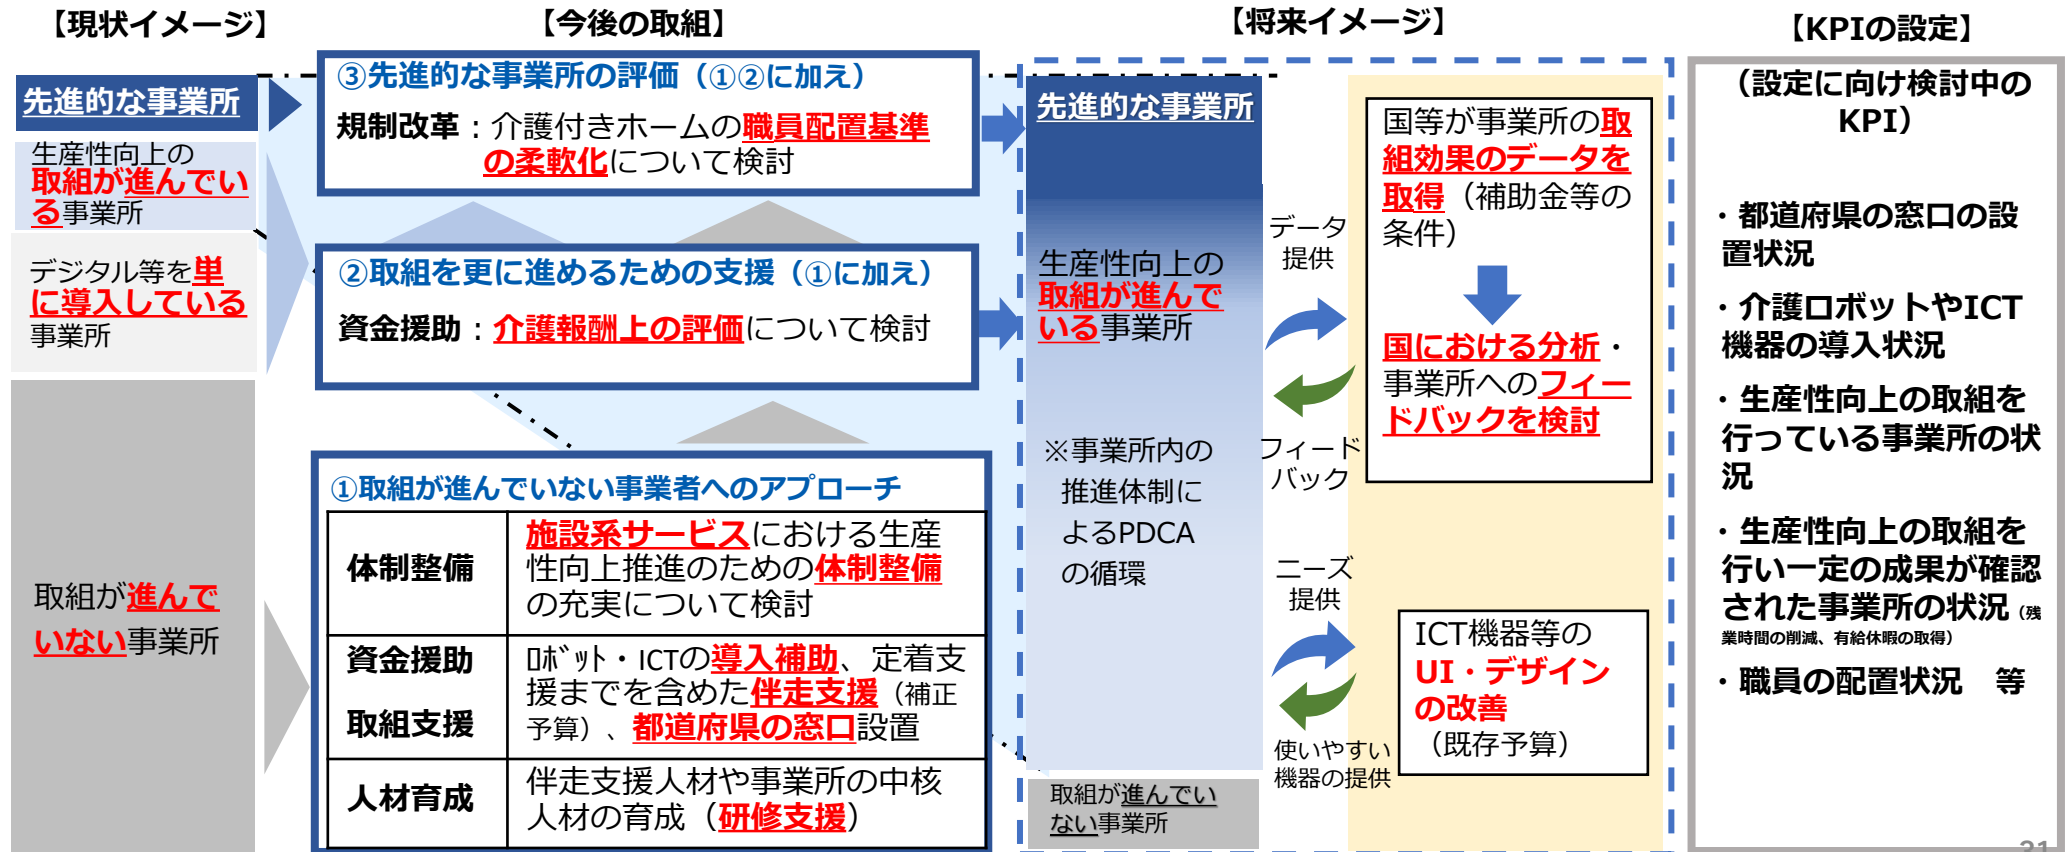 【現状イメージ】
先進的な事業所
生産性向上の
取組が進んでい
る事業所
デジタル等を単
に導入している
事業所
取組が進んで
いない事業所
【今後の取組】
③先進的な事業所の評価（①②に加え）
規制改革：介護付きホームの職員配置基準
の柔軟化について検討
②取組を更に進めるための支援（①に加え）
資金援助：介護報酬上の評価について検討
①取組が進んでいない事業者へのアプローチ
体制整備
施設系サービスにおける生産
性向上推進のための体制整備
の充実について検討
資金援助
取組支援
ﾛﾎﾞｯﾄ・ICTの導入補助、定着支
援までを含めた伴走支援（補正
予算）、都道府県の窓口設置
人材育成
伴走支援人材や事業所の中核
人材の育成（研修支援）
【将来イメージ】
先進的な事業所
生産性向上の
取組が進んで
いる事業所
※事業所内の
推進体制に
よるPDCA
の循環
取組が進んでい
ない事業所
データ
提供
フィード
バック
国等が事業所の取
組効果のデータを
取得（補助金等の
条件）
国における分析・
事業所へのフィー
ドバックを検討
ニーズ
提供
使いやすい
機器の提供
ICT機器等の
UI・デザイン
の改善
（既存予算）
【KPIの設定】
（設定に向け検討中の
KPI）
・都道府県の窓口の設
置状況
・介護ロボットやICT
機器の導入状況
・生産性向上の取組を
行っている事業所の状
況
・生産性向上の取組を
行い一定の成果が確認
された事業所の状況（残
業時間の削減、有給休暇の取得）
・職員の配置状況　等
31